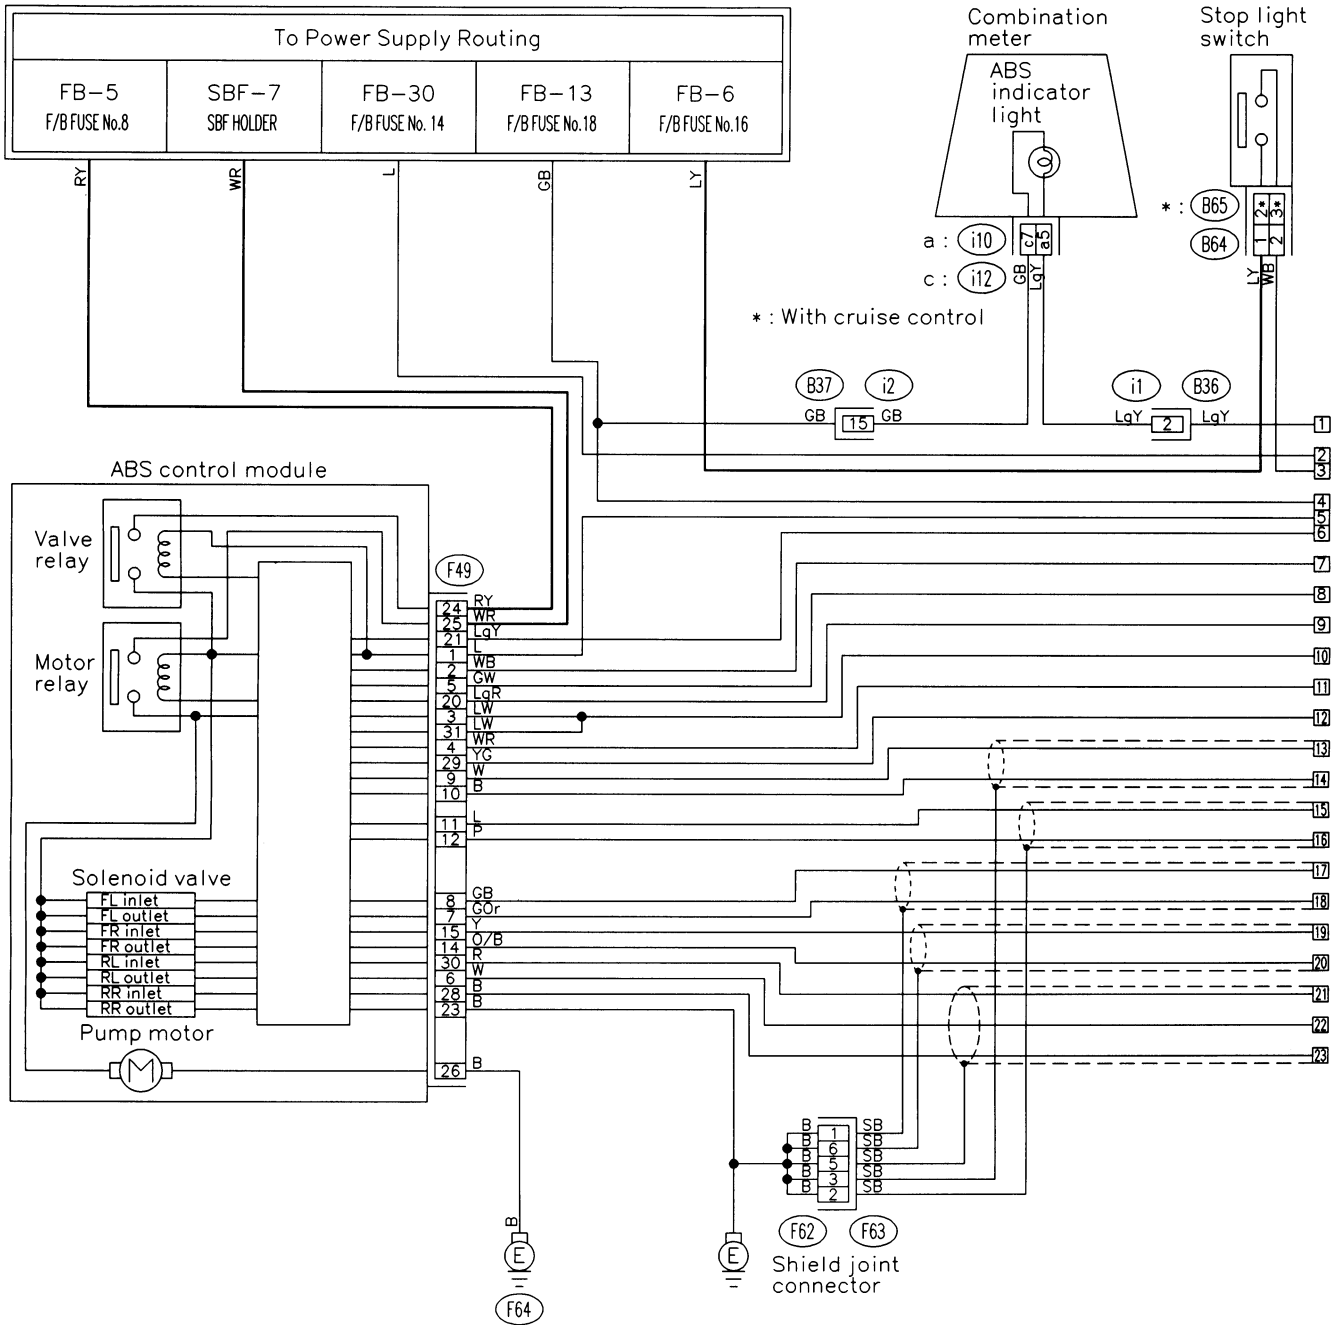 To Power Supply Routing
FB-5
F/B FUSE No.8
SBF-7
SBF HOLDER
FB-30
F/B FUSE No. 14
FB-13
F/B FUSE No.18
FB-6
F/B FUSE No.16
RY
WR
L
GB
LY
Combination
meter
ABS
indicator
light
Stop light
switch
* : B65
B64
2* 3*
1 2
LY WB
a : i10
c : i12
c7 a5
GB LgY
* : With cruise control
B37 i2
GB 15 GB
i1 B36
LgY 2 LgY
1
2
3
4
5
6
7
8
9
10
11
12
13
14
15
16
17
18
19
20
21
22
23
ABS control module
Valve
relay
Motor
relay
F49
24 RY
25 WR
21 LgY
1 L
2 WB
5 GW
20 LgR
3 LW
31 LW
4 WR
29 YG
9 W
10 B
11 L
12 P
8 GB
7 GOr
15 Y
14 O/B
30 R
6 W
28 B
23 B
26 B
Solenoid valve
FL inlet
FL outlet
FR inlet
FR outlet
RL inlet
RL outlet
RR inlet
RR outlet
Pump motor
M
B 1 SB
B 6 SB
B 5 SB
B 3 SB
B 2 SB
F62 F63
Shield joint
connector
B
E
F64
E